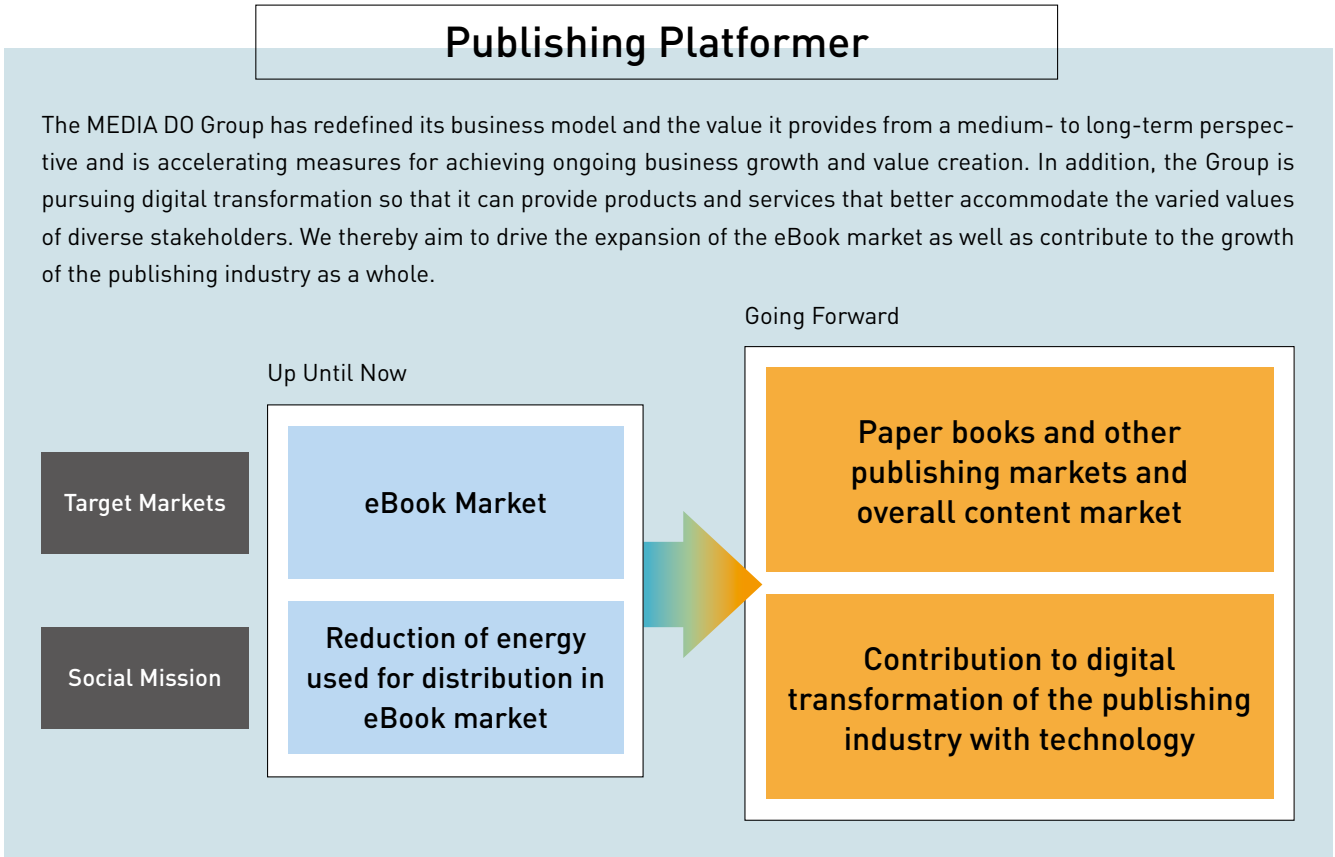 Publishing Platformer
The MEDIA DO Group has redefined its business model and the value it provides from a medium- to long-term perspec-
tive and is accelerating measures for achieving ongoing business growth and value creation. In addition, the Group is
pursuing digital transformation so that it can provide products and services that better accommodate the varied values
of diverse stakeholders. We thereby aim to drive the expansion of the eBook market as well as contribute to the growth
of the publishing industry as a whole.
Up Until Now
Going Forward
Target Markets
eBook Market
Paper books and other
publishing markets and
overall content market
Social Mission
Reduction of energy
used for distribution in
eBook market
Contribution to digital
transformation of the publishing
industry with technology